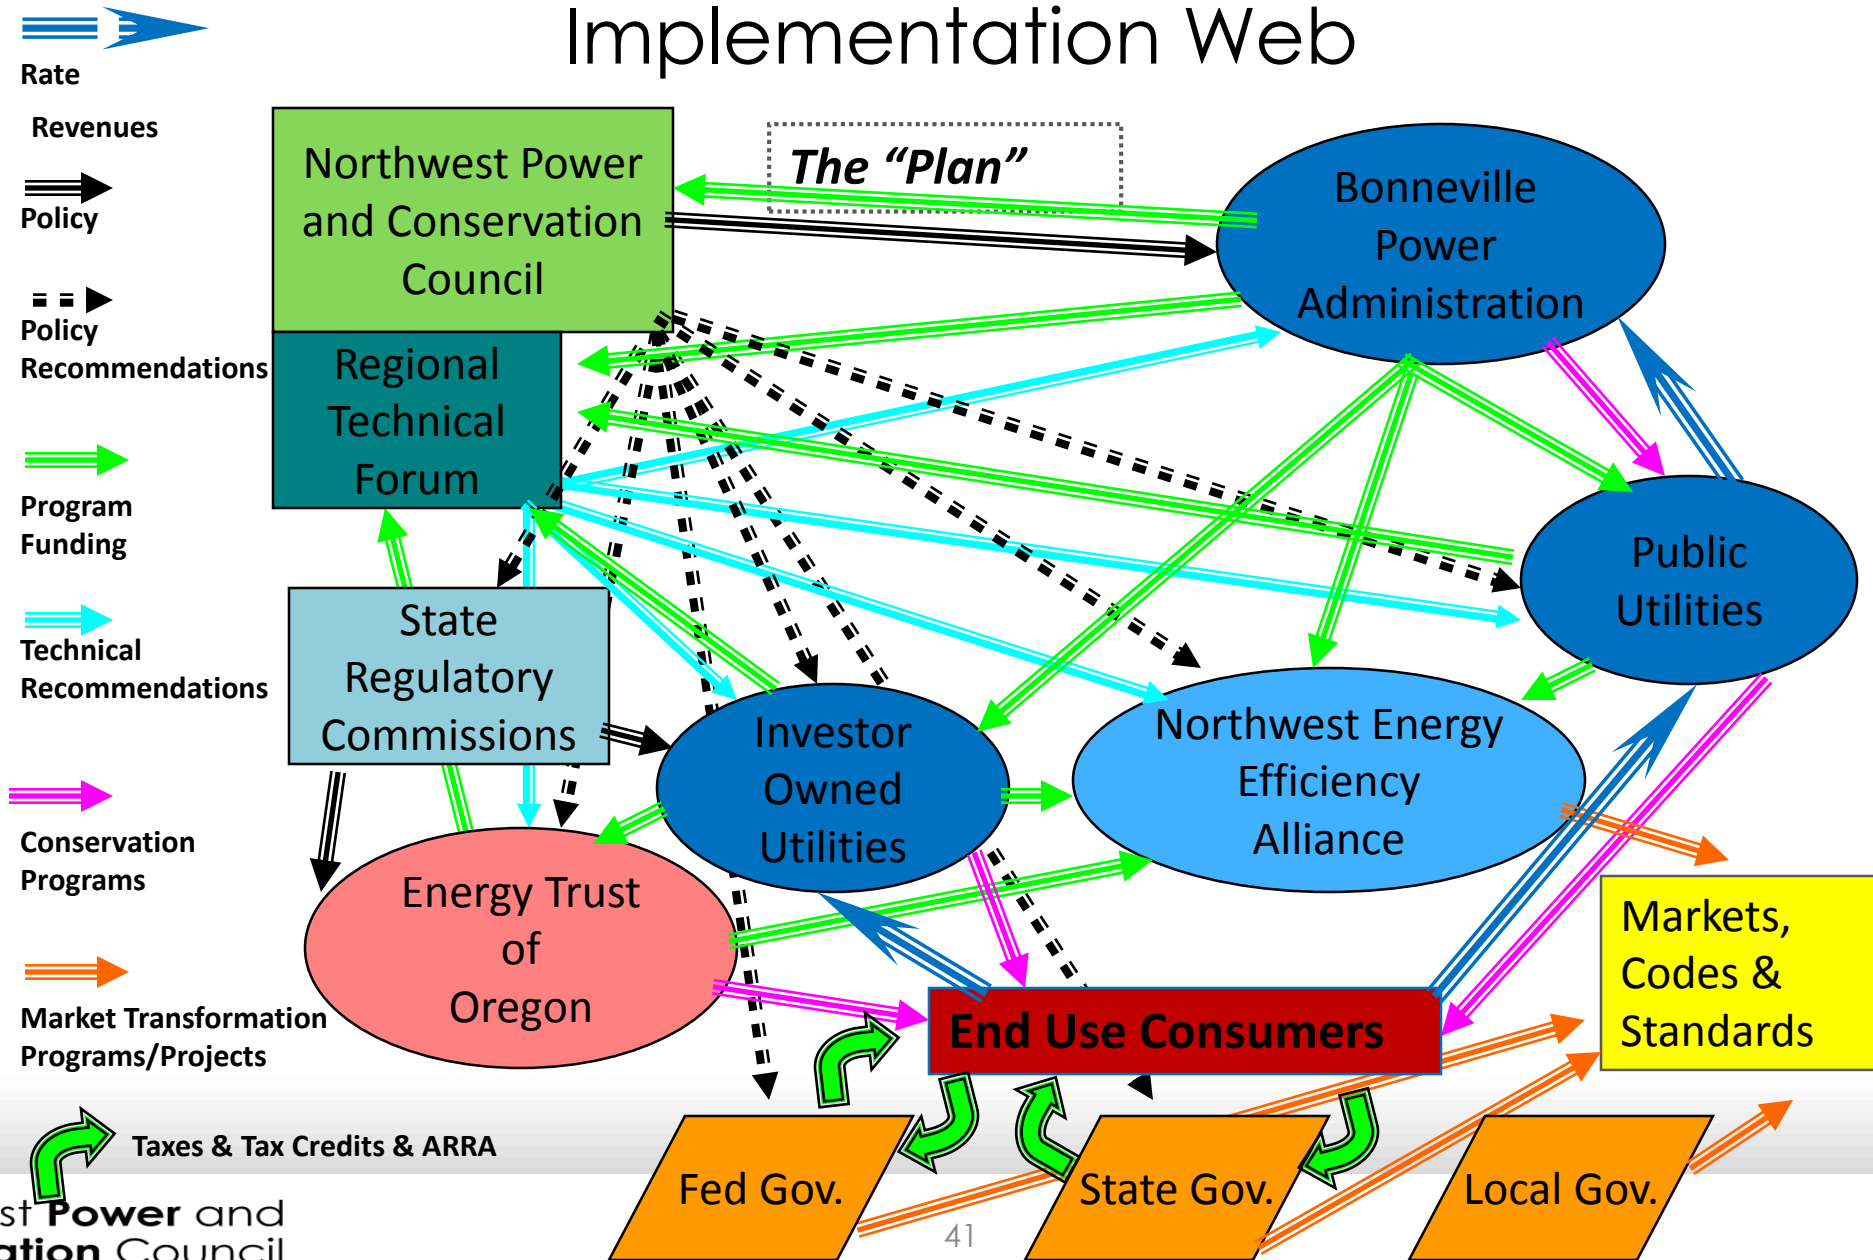 Implementation Web
Rate
Revenues
Policy
Policy
Recommendations
Program
Funding
Technical
Recommendations
Conservation
Programs
Market Transformation
Programs/Projects
Taxes & Tax Credits & ARRA
Northwest Power
and Conservation
Council
The “Plan”
Bonneville
Power
Administration
Regional
Technical
Forum
Public
Utilities
State
Regulatory
Commissions
Investor
Owned
Utilities
Northwest Energy
Efficiency
Alliance
Energy Trust
of
Oregon
Markets,
Codes &
Standards
End Use Consumers
Fed Gov.
State Gov.
Local Gov.
st Power and
ation Council
41